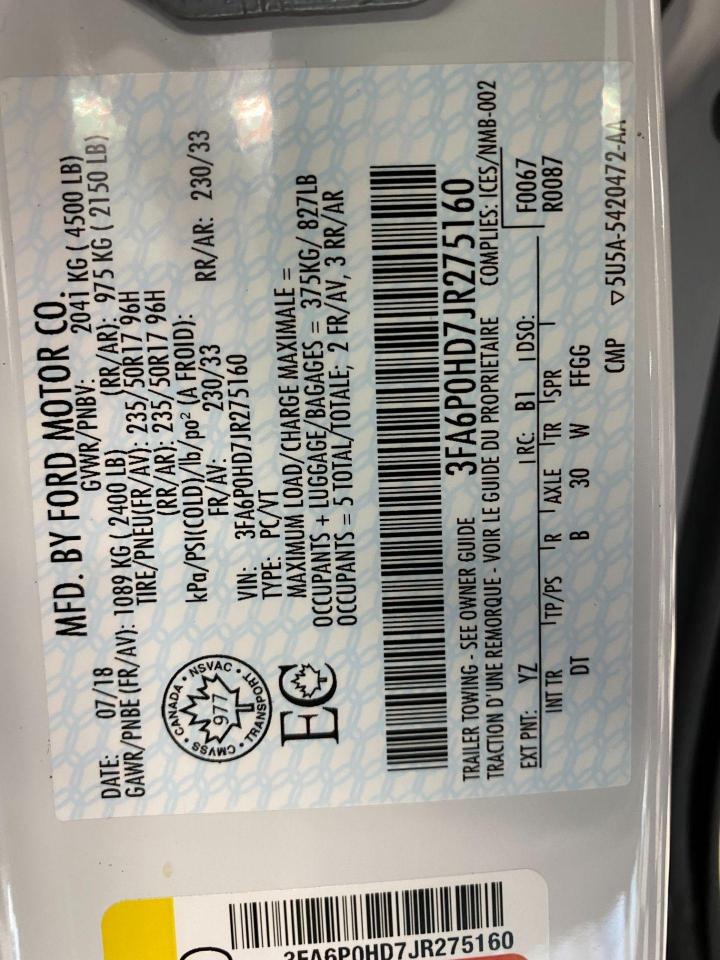 MFD. BY FORD MOTOR CO.
DATE: 07/18 GVWR/PNBV: 2041 KG ( 4500 LB)
GAWR/PNBE (FR/AV): 1089 KG ( 2400 LB) (RR/AR): 975 KG ( 2150 LB)
TIRE/PNEU(FR/AV): 235/50R17 96H
(RR/AR): 235/50R17 96H
kPa/PSI(COLD)/lb/po² (A FROID):
FR/AV: 230/33 RR/AR: 230/33
VIN: 3FA6P0HD7JR275160
TYPE: PC/VT
MAXIMUM LOAD/CHARGE MAXIMALE =
OCCUPANTS + LUGGAGE/BAGAGES = 375KG/ 827LB
OCCUPANTS = 5 TOTAL/TOTALE; 2 FR/AV, 3 RR/AR
CANADA • NSVAC • TRANSPORT • CMVSS •
977
EC
3FA6P0HD7JR275160
TRAILER TOWING - SEE OWNER GUIDE
TRACTION D'UNE REMORQUE - VOIR LE GUIDE DU PROPRIETAIRE COMPLIES: ICES/NMB-002
EXT PNT: YZ RC: B1 DSO: F0067
R0087
INT TR TP/PS R AXLE TR SPR
DT B 30 W FFGG
CMP ▽5U5A-5420472-AA
3FA6P0HD7JR275160